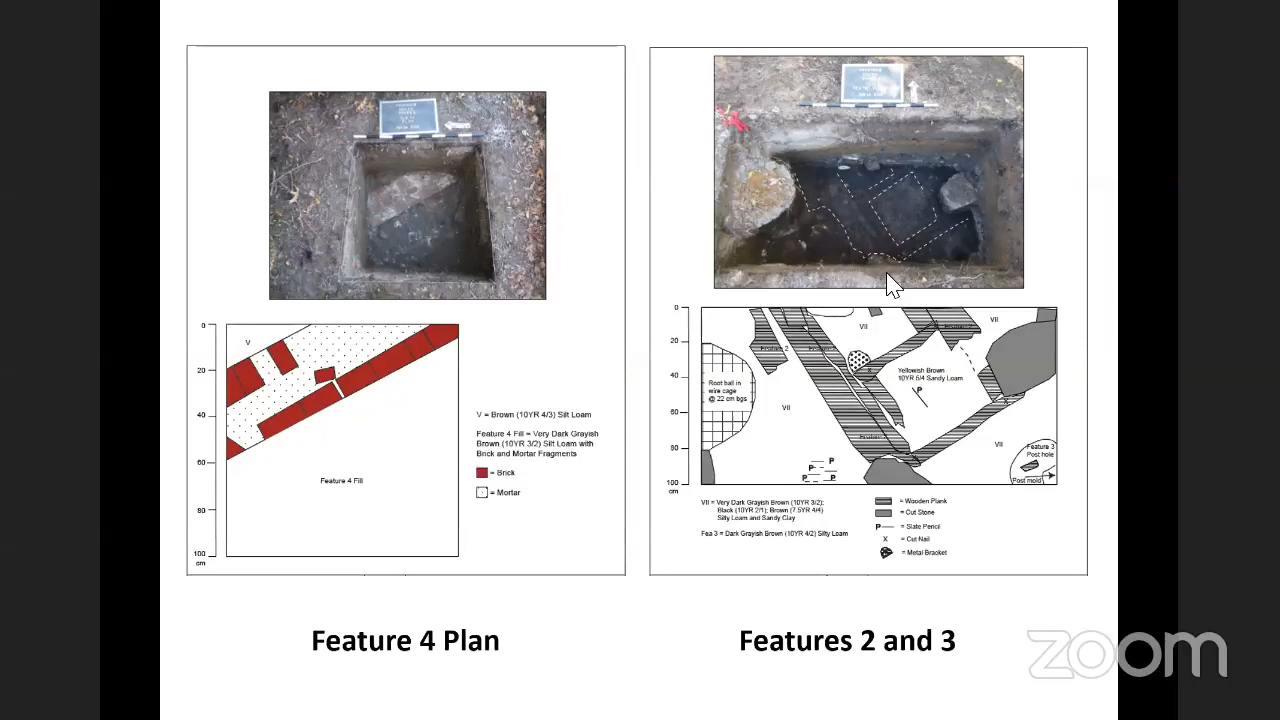 0
20
40
60
80
100
cm
V
Feature 4 Fill
V = Brown (10YR 4/3) Silt Loam
Feature 4 Fill = Very Dark Grayish
Brown (10YR 3/2) Silt Loam with
Brick and Mortar Fragments
= Brick
= Mortar
Feature 4 Plan
0
20
40
60
80
100
cm
Root ball in
wire cage
@ 22 cm bgs
VII
VII
VII
VII
x
Yellowish Brown
10YR 5/4 Sandy Loam
P
P
P
P
Feature 3
Post hole
Post mold
VII = Very Dark Grayish Brown (10YR 3/2);
Black (10YR 2/1); Brown (7.5YR 4/4)
Silty Loam and Sandy Clay
Fea 3 = Dark Grayish Brown (10YR 4/2) Silty Loam
= Wooden Plank
= Cut Stone
P = Slate Pencil
X = Cut Nail
= Metal Bracket
Features 2 and 3
zoom